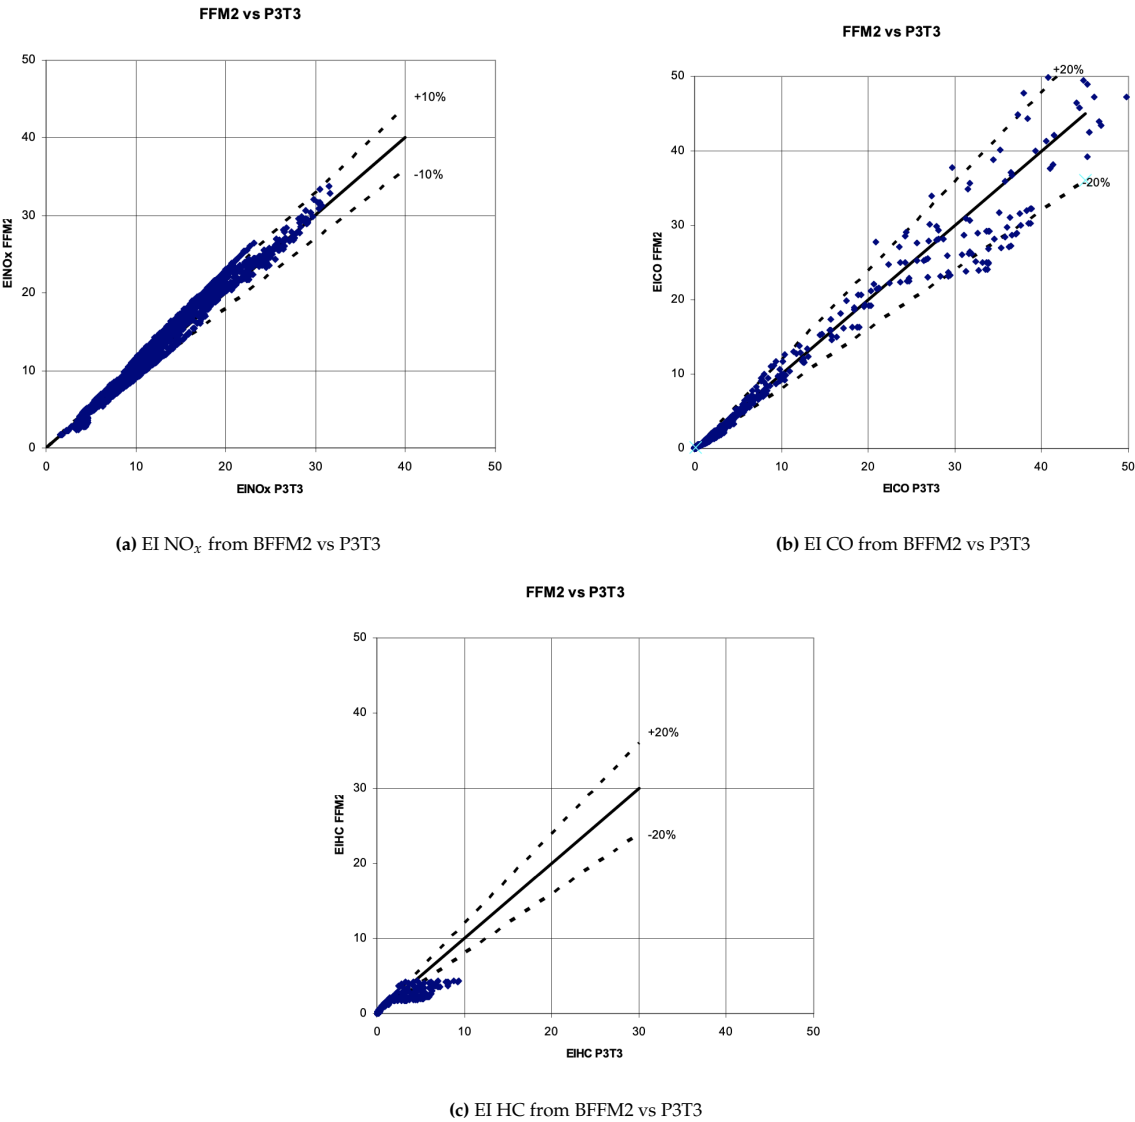 FFM2 vs P3T3
EINOx FFM2
50
40
30
20
10
0
+10%
-10%
0 10 20 30 40 50
EINOx P3T3
(a) EI NOx from BFFM2 vs P3T3
FFM2 vs P3T3
EICO FFM2
50
40
30
20
10
0
+20%
-20%
0 10 20 30 40 50
EICO P3T3
(b) EI CO from BFFM2 vs P3T3
FFM2 vs P3T3
EIHC FFM2
50
40
30
20
10
0
+20%
-20%
0 10 20 30 40 50
EIHC P3T3
(c) EI HC from BFFM2 vs P3T3